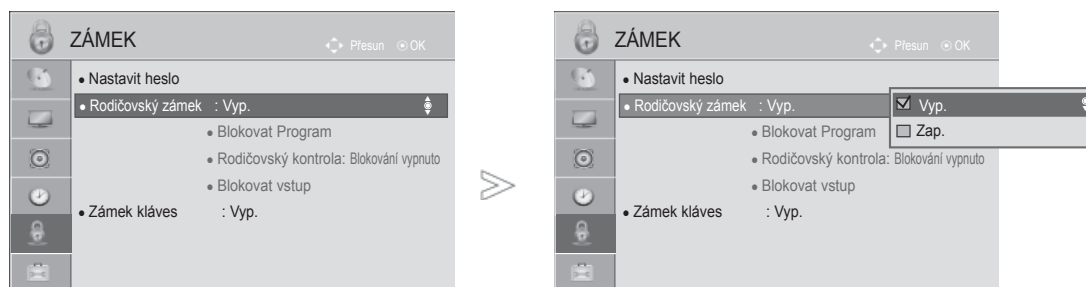 ZÁMEK
Přesun OK
• Nastavit heslo
• Rodičovský zámek : Vyp.
• Blokovat Program
• Rodičovský kontrola: Blokování vypnuto
• Blokovat vstup
• Zámek kláves : Vyp.
ZÁMEK
Přesun OK
• Nastavit heslo
• Rodičovský zámek : Vyp.
Vyp.
• Blokovat Program
Zap.
• Rodičovský kontrola: Blokování vypnuto
• Blokovat vstup
• Zámek kláves : Vyp.